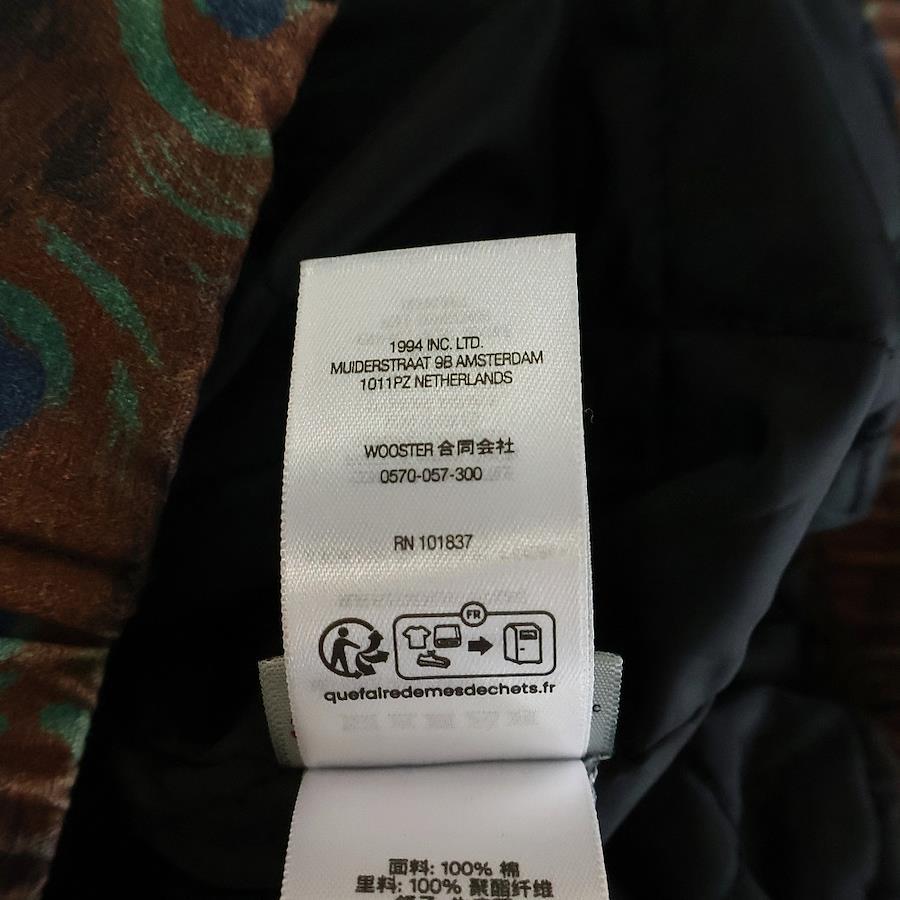 1994 INC. LTD.
MUIDERSTRAAT 9B AMSTERDAM
1011PZ NETHERLANDS
WOOSTER 合同会社
0570-057-300
RN 101837
FR
quefairedemesdechets.fr
面料: 100% 棉
里料: 100% 聚酯纤维